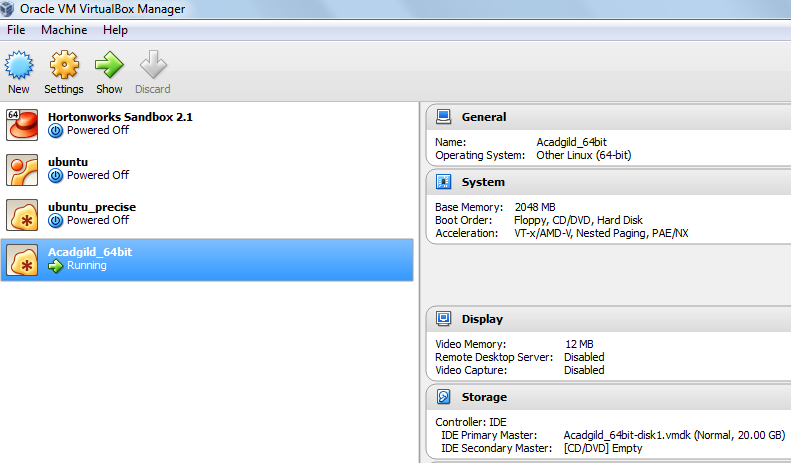 Oracle VM VirtualBox Manager
File Machine Help
New Settings Show Discard
64 Hortonworks Sandbox 2.1
Powered Off
ubuntu
Powered Off
ubuntu_precise
Powered Off
Acadgild_64bit
Running
General
Name: Acadgild_64bit
Operating System: Other Linux (64-bit)
System
Base Memory: 2048 MB
Boot Order: Floppy, CD/DVD, Hard Disk
Acceleration: VT-x/AMD-V, Nested Paging, PAE/NX
Display
Video Memory: 12 MB
Remote Desktop Server: Disabled
Video Capture: Disabled
Storage
Controller: IDE
IDE Primary Master: Acadgild_64bit-disk1.vmdk (Normal, 20.00 GB)
IDE Secondary Master: [CD/DVD] Empty